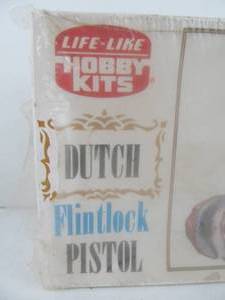 LIFE-LIKE
HOBBY
KITS
DUTCH
Flintlock
PISTOL